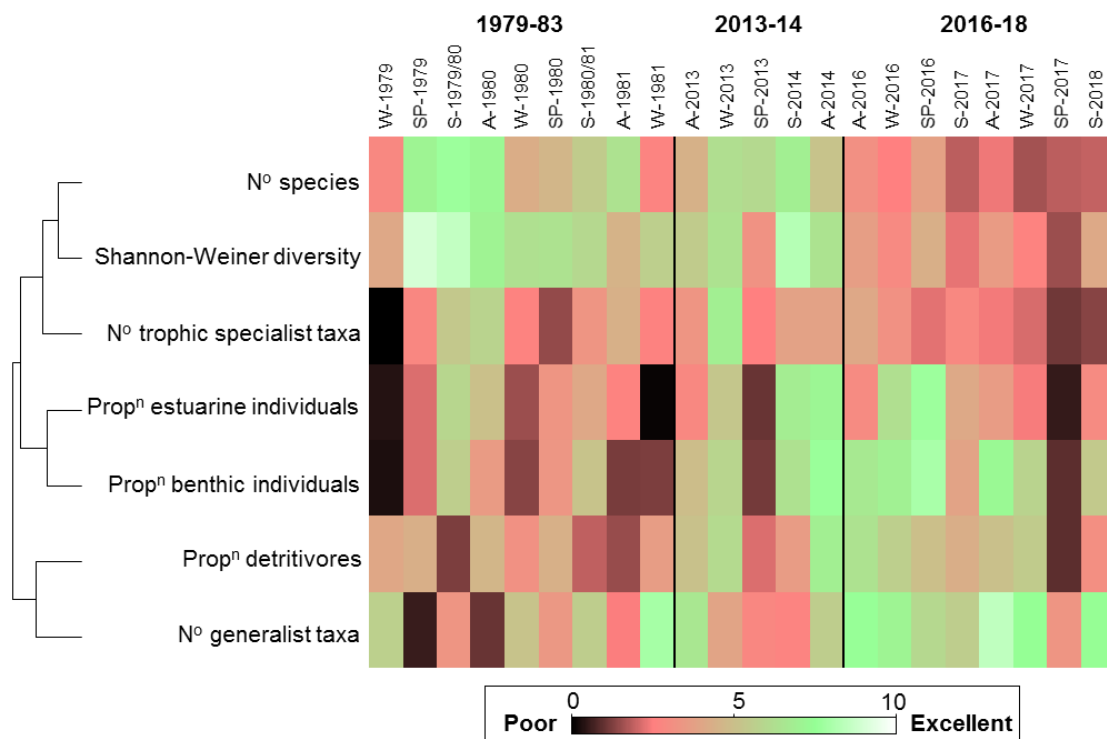 1979-83 2013-14 2016-18
W-1979 SP-1979 S-1979/80 A-1980 W-1980 SP-1980 S-1980/81 A-1981 W-1981 A-2013 W-2013 SP-2013 S-2014 A-2014 A-2016 W-2016 SP-2016 S-2017 A-2017 W-2017 SP-2017 S-2018
Nº species
Shannon-Weiner diversity
Nº trophic specialist taxa
Propⁿ estuarine individuals
Propⁿ benthic individuals
Propⁿ detritivores
Nº generalist taxa
0 5 10
Poor Excellent